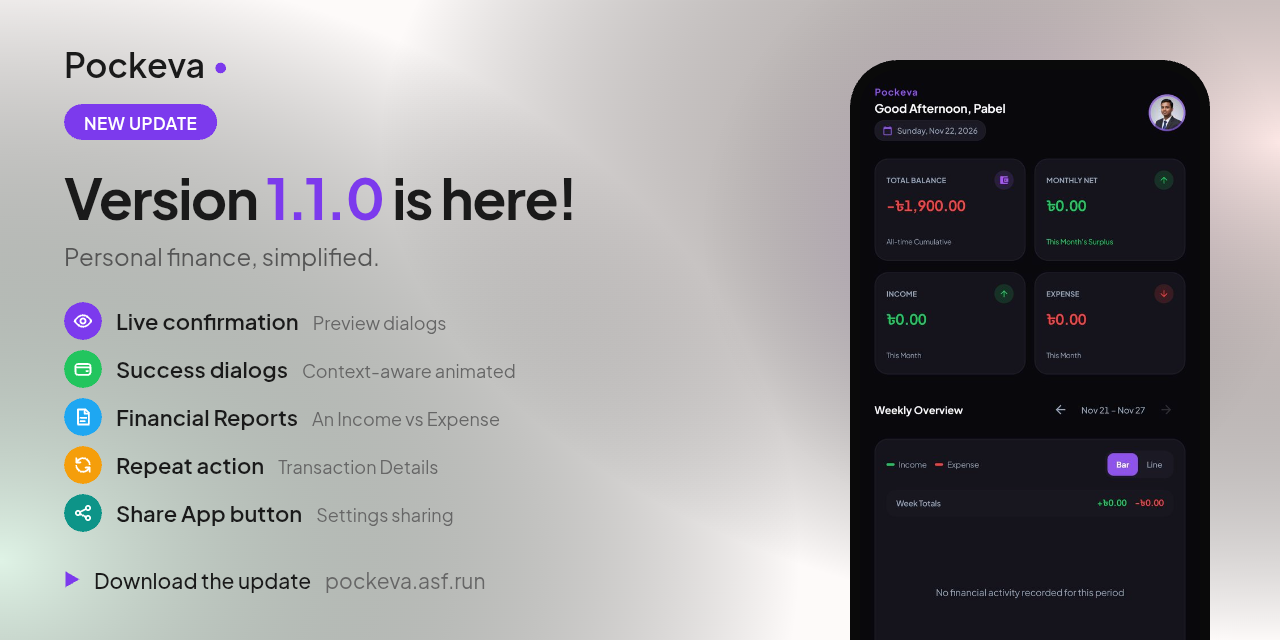 Pockeva
NEW UPDATE
Version 1.1.0 is here!
Personal finance, simplified.
Live confirmation Preview dialogs
Success dialogs Context-aware animated
Financial Reports An Income vs Expense
Repeat action Transaction Details
Share App button Settings sharing
Download the update pockeva.asf.run
Pockeva
Good Afternoon, Pabel
Sunday, Nov 22, 2026
TOTAL BALANCE
-৳1,900.00
All-time Cumulative
MONTHLY NET
৳0.00
This Month's Surplus
INCOME
৳0.00
This Month
EXPENSE
৳0.00
This Month
Weekly Overview
Nov 21 - Nov 27
Income Expense
Bar Line
Week Totals +৳0.00 -৳0.00
No financial activity recorded for this period